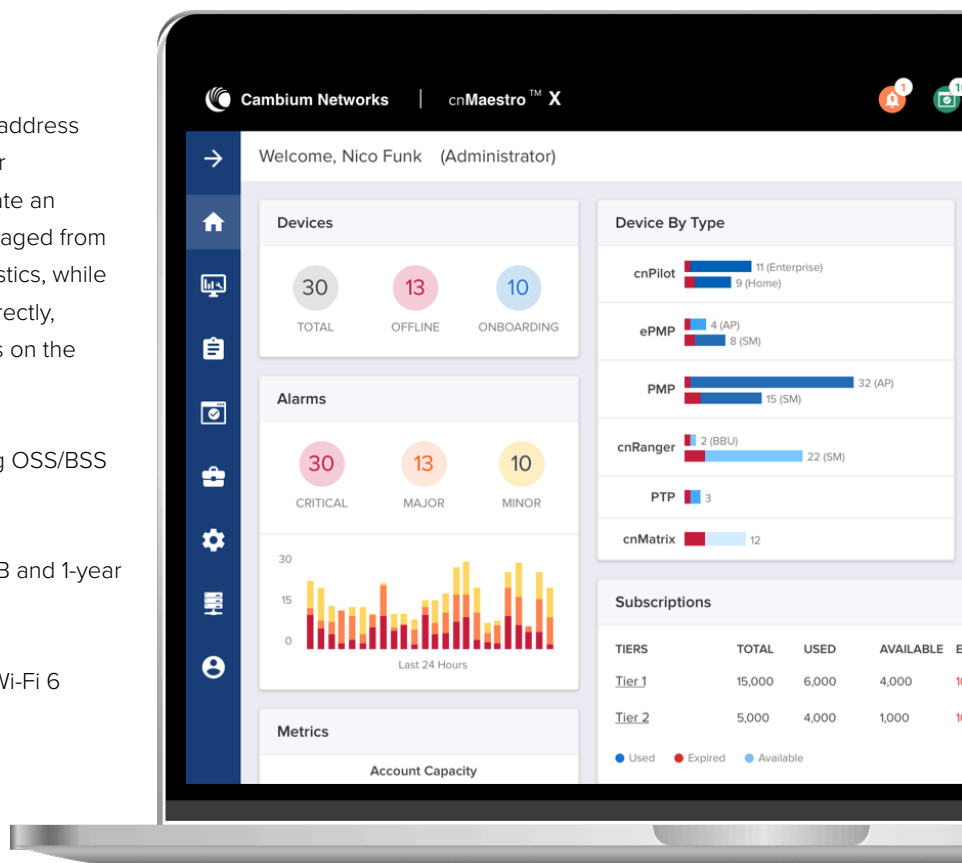 address
aged from
stics, while
rectly,
s on the
g OSS/BSS
B and 1-year
Wi-Fi 6
Cambium Networks | cnMaestro™ X
1
Welcome, Nico Funk (Administrator)
Devices
30
13
10
TOTAL
OFFLINE
ONBOARDING
Alarms
30
13
10
CRITICAL
MAJOR
MINOR
30
15
0
Last 24 Hours
Metrics
Account Capacity
Device By Type
cnPilot
11 (Enterprise)
9 (Home)
ePMP
4 (AP)
8 (SM)
PMP
32 (AP)
15 (SM)
cnRanger
2 (BBU)
22 (SM)
PTP
3
cnMatrix
12
Subscriptions
TIERS TOTAL USED AVAILABLE E
Tier 1 15,000 6,000 4,000 10
Tier 2 5,000 4,000 1,000 10
Used Expired Available